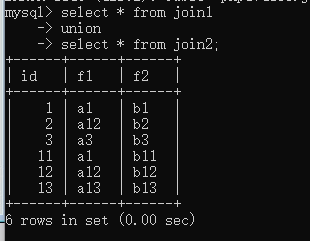 mysql> select * from join1
    -> union
    -> select * from join2;
+------+------+------+
| id   | f1   | f2   |
+------+------+------+
|    1 | a1   | b1   |
|    2 | a12  | b2   |
|    3 | a3   | b3   |
|   11 | a1   | b11  |
|   12 | a12  | b12  |
|   13 | a13  | b13  |
+------+------+------+
6 rows in set (0.00 sec)